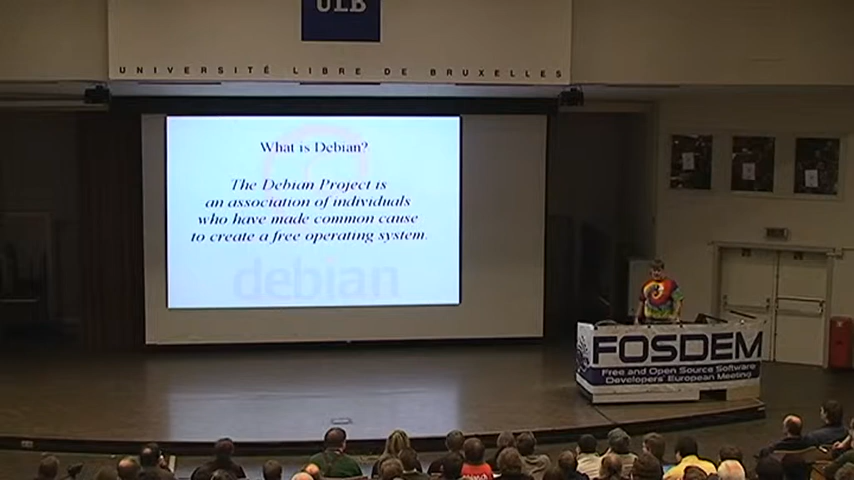 ULB
UNIVERSITÉ LIBRE DE BRUXELLES
What is Debian?
The Debian Project is
an association of individuals
who have made common cause
to create a free operating system.
debian
FOSDEM
Free and Open Source Software
Developers' European Meeting